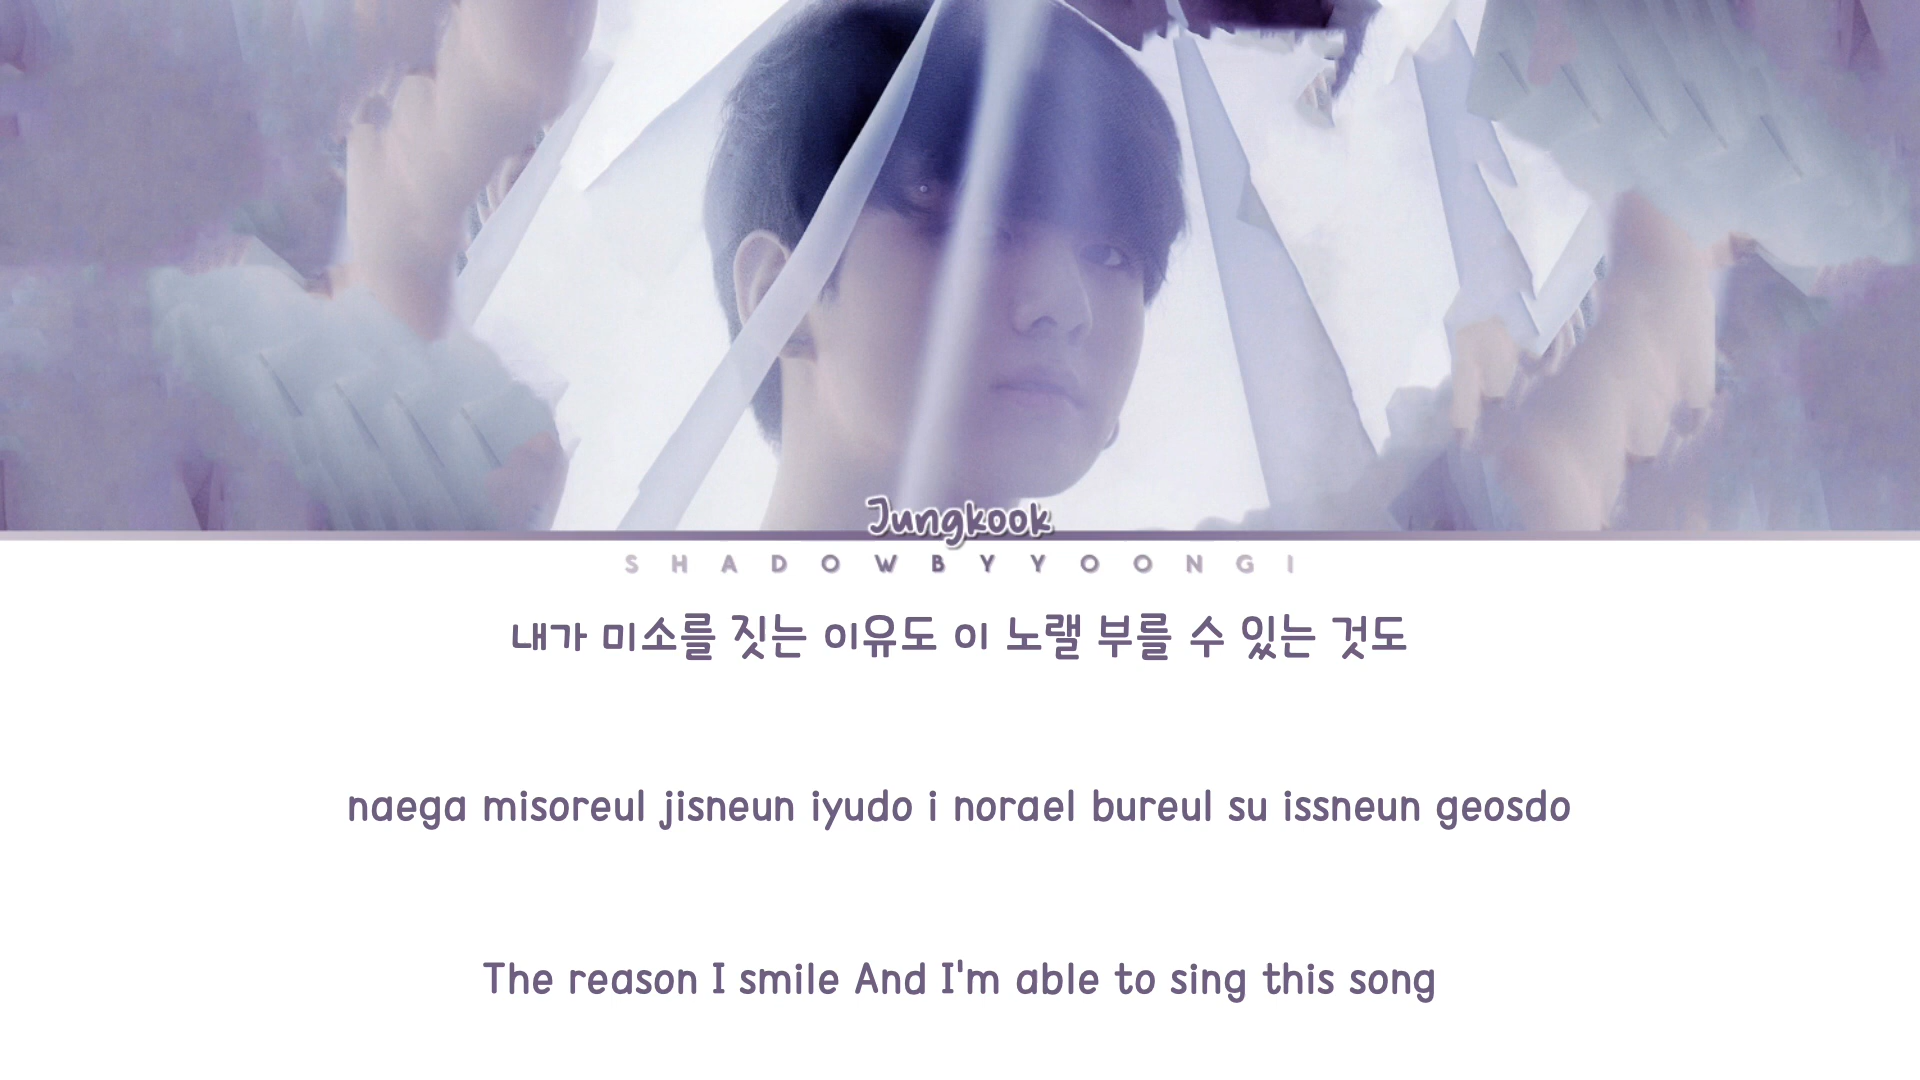 Jungkook
SHADOWBYYOONGI
내가 미소를 짓는 이유도 이 노랠 부를 수 있는 것도
naega misoreul jisneun iyudo i norael bureul su issneun geosdo
The reason I smile And I'm able to sing this song